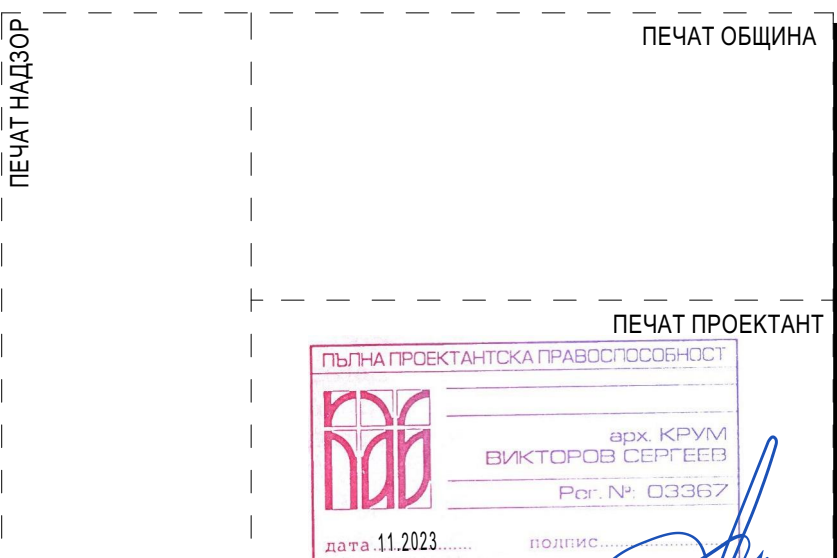 ПЕЧАТ НАДЗОР
ПЕЧАТ ОБЩИНА
ПЕЧАТ ПРОЕКТАНТ
ПЪЛНА ПРОЕКТАНТСКА ПРАВОСПОСОБНОСТ
арх. КРУМ
ВИКТОРОВ СЕРГЕЕВ
Рег. №: 03367
дата.11.2023....... подпис...........